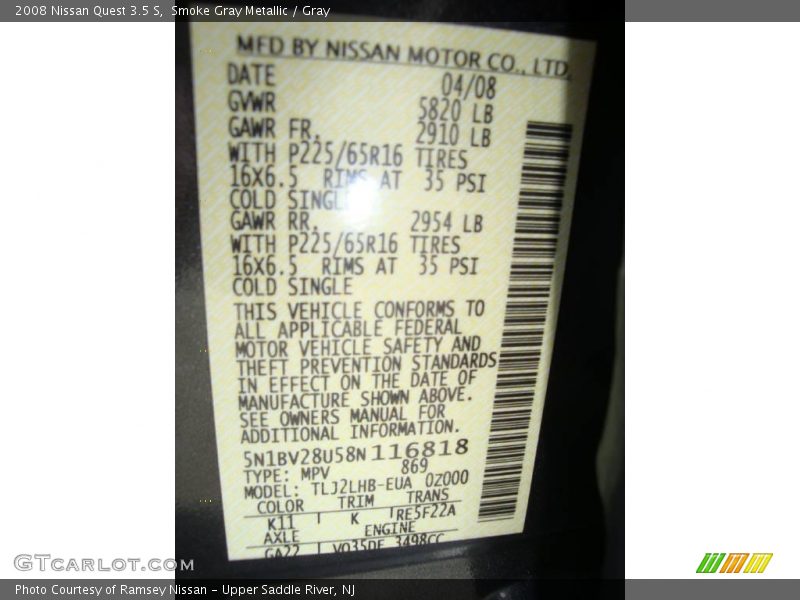 2008 Nissan Quest 3.5 S,  Smoke Gray Metallic / Gray
MFD BY NISSAN MOTOR CO., LTD.
DATE 04/08
GVWR 5820 LB
GAWR FR. 2910 LB
WITH P225/65R16 TIRES
16X6.5 RIMS AT 35 PSI
COLD SINGLE
GAWR RR. 2954 LB
WITH P225/65R16 TIRES
16X6.5 RIMS AT 35 PSI
COLD SINGLE
THIS VEHICLE CONFORMS TO
ALL APPLICABLE FEDERAL
MOTOR VEHICLE SAFETY AND
THEFT PREVENTION STANDARDS
IN EFFECT ON THE DATE OF
MANUFACTURE SHOWN ABOVE.
SEE OWNERS MANUAL FOR
ADDITIONAL INFORMATION.
5N1BV28U58N116818
TYPE: MPV 869
MODEL: TLJ2LHB-EUA 0Z000
COLOR TRIM TRANS
K11 K RE5F22A
AXLE ENGINE
GA22 VQ35DE 3498CC
GTCarLot.com
Photo Courtesy of Ramsey Nissan - Upper Saddle River, NJ